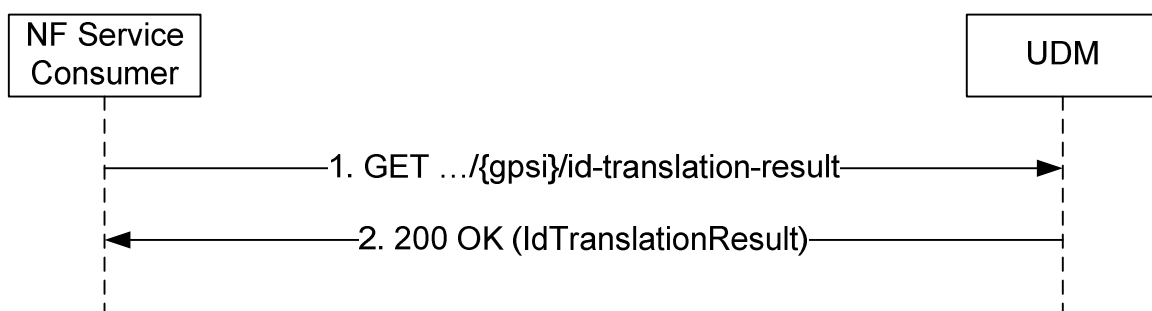 NF Service
Consumer
UDM
1. GET …/{gpsi}/id-translation-result
2. 200 OK (IdTranslationResult)